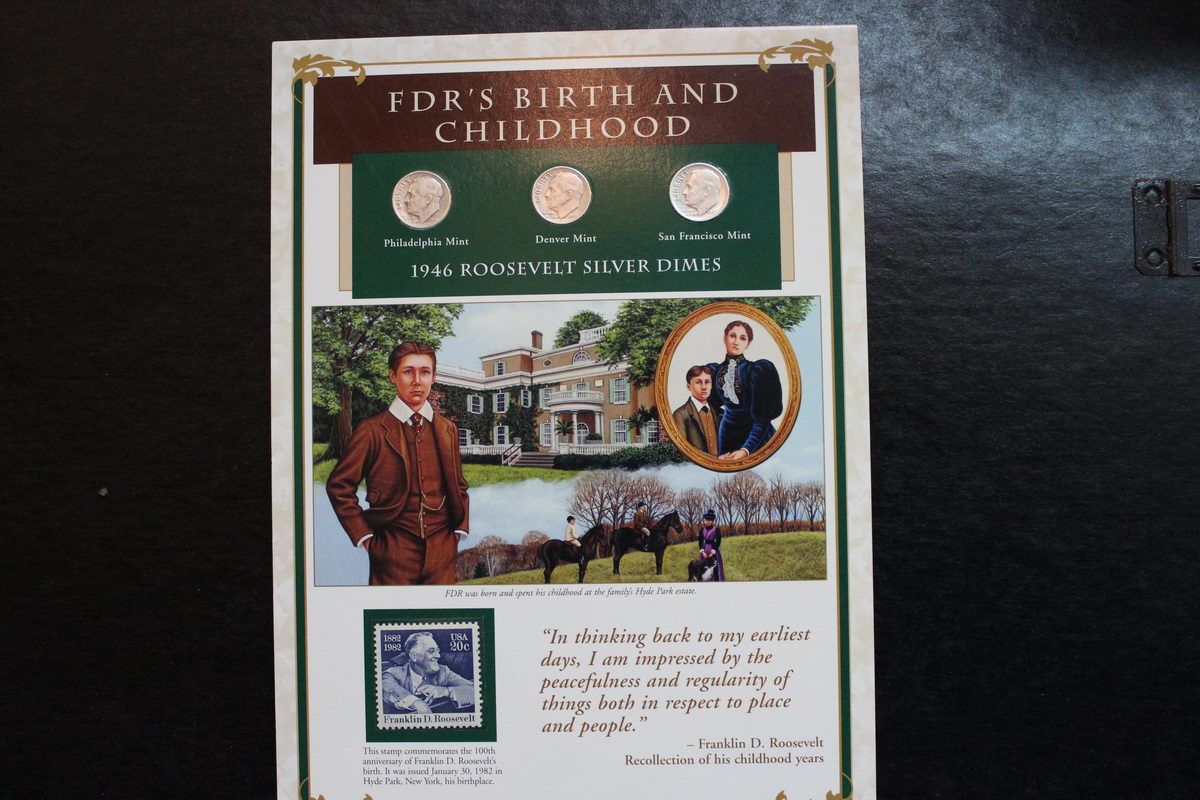 FDR'S BIRTH AND
CHILDHOOD
LIBERTY
LIBERTY
LIBERTY
Philadelphia Mint
Denver Mint
San Francisco Mint
1946 ROOSEVELT SILVER DIMES
FDR was born and spent his childhood at the family's Hyde Park estate.
1882
1982
USA
20c
Franklin D. Roosevelt
This stamp commemorates the 100th
anniversary of Franklin D. Roosevelt's
birth. It was issued January 30, 1982 in
Hyde Park, New York, his birthplace.
"In thinking back to my earliest
days, I am impressed by the
peacefulness and regularity of
things both in respect to place
and people."
– Franklin D. Roosevelt
Recollection of his childhood years